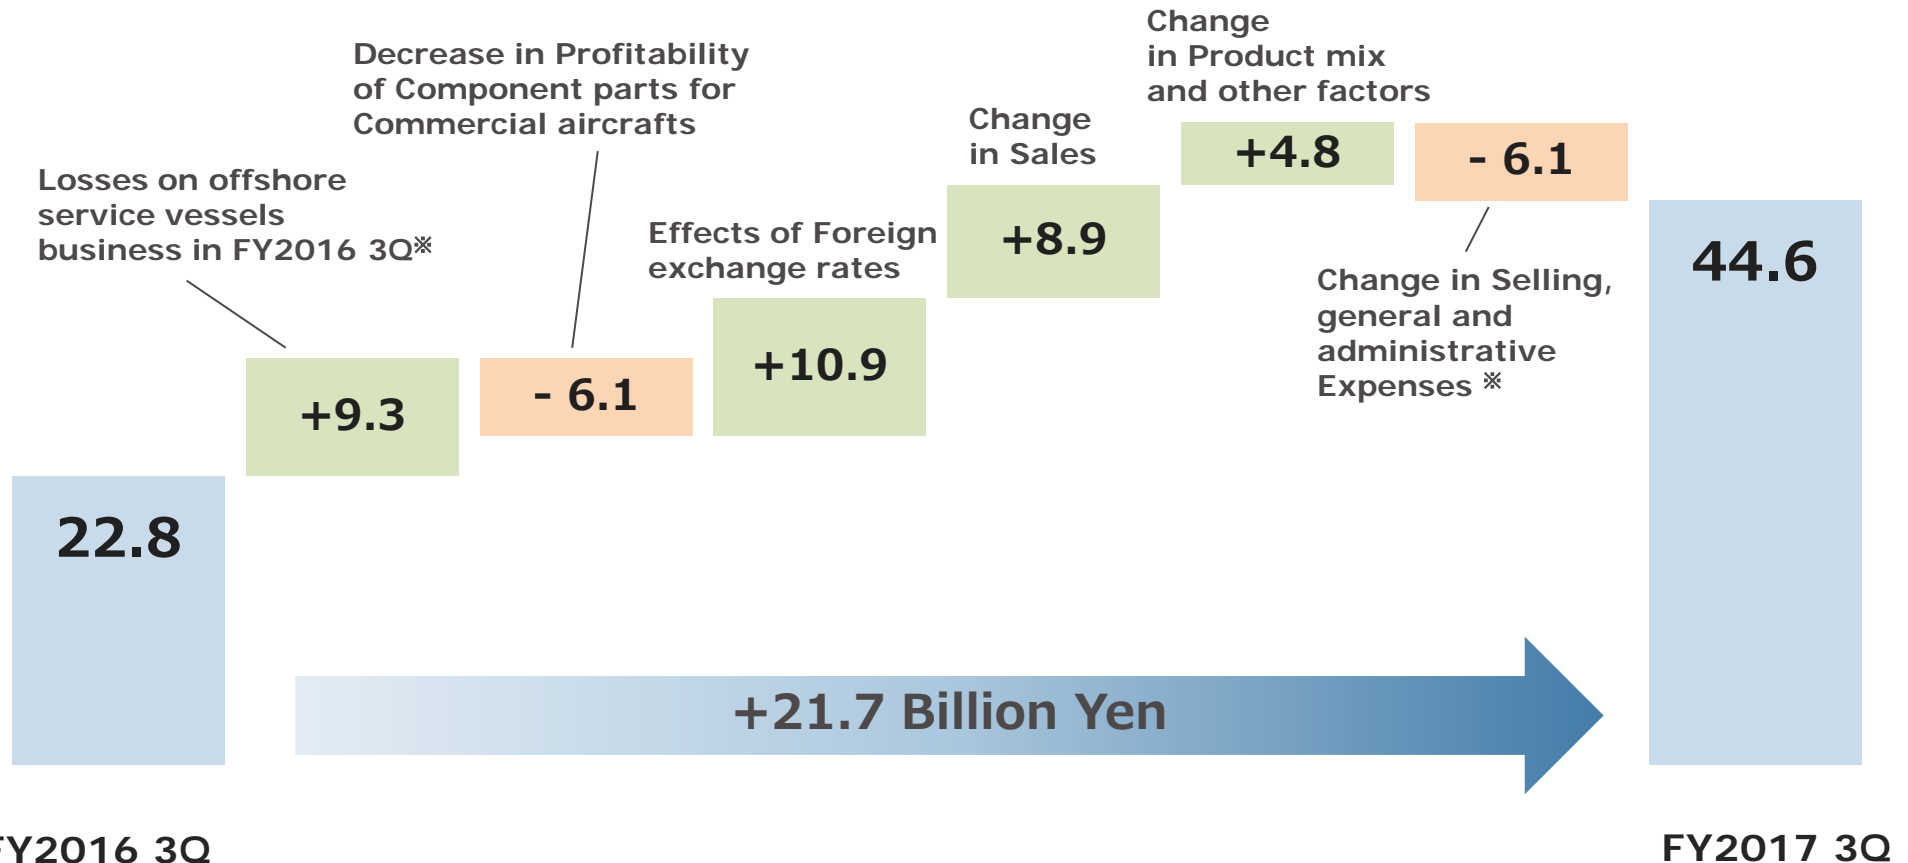 Change
in Product mix
and other factors
Decrease in Profitability
of Component parts for
Commercial aircrafts
Change
in Sales
+4.8
- 6.1
Losses on offshore
service vessels
business in FY2016 3Q※
Effects of Foreign
exchange rates
+8.9
44.6
Change in Selling,
general and
administrative
Expenses ※
+9.3
- 6.1
+10.9
22.8
+21.7 Billion Yen
FY2016 3Q
FY2017 3Q